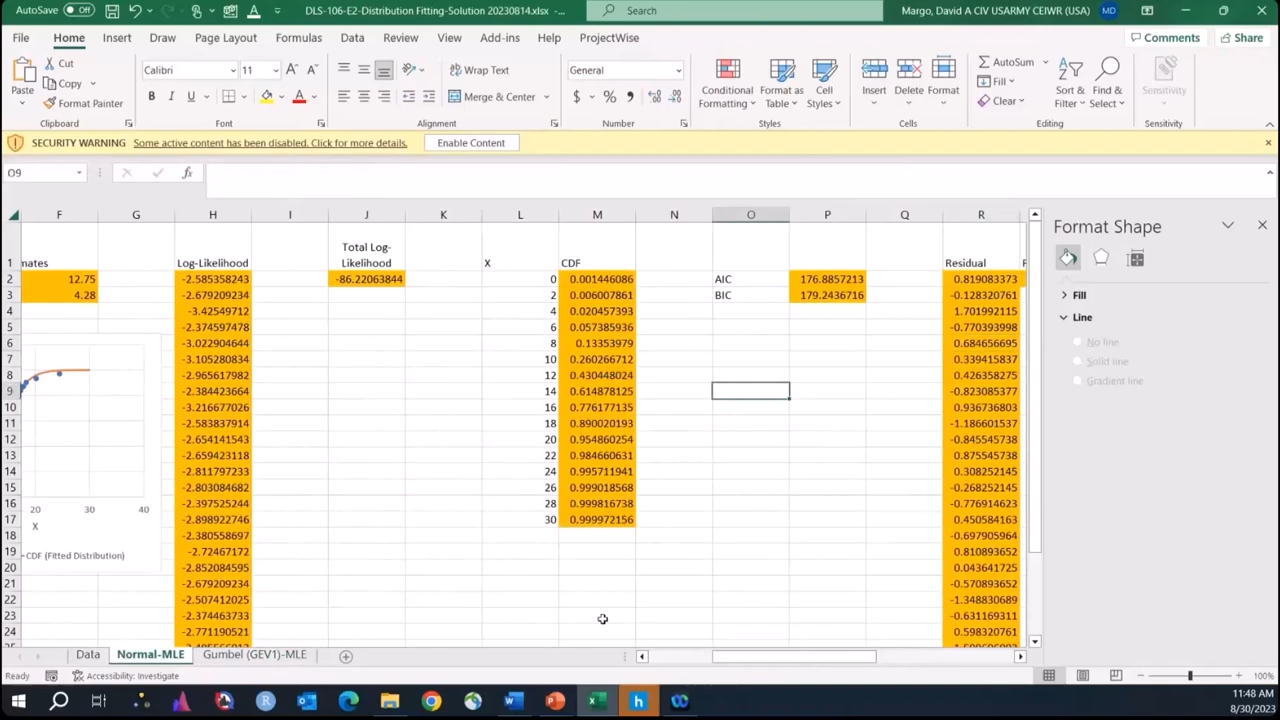 AutoSave Off DLS-106-E2-Distribution Fitting-Solution 20230814.xlsx - ... Search Margo, David A CIV USARMY CEIWR (USA) MD
File Home Insert Draw Page Layout Formulas Data Review View Add-ins Help ProjectWise Comments Share
Paste Cut Copy Format Painter Calibri 11 B I U A Wrap Text Merge & Center General $ % Conditional Formatting Format as Table Cell Styles Insert Delete Format AutoSum Fill Clear Sort & Filter Find & Select Sensitivity
Clipboard Font Alignment Number Styles Cells Editing Sensitivity
SECURITY WARNING Some active content has been disabled. Click for more details. Enable Content
O9 fx
F G H I J K L M N O P Q R
1 mates Log-Likelihood Total Log-Likelihood X CDF Residual
2 12.75 -2.585358243 -86.22063844 0 0.001446086 AIC 176.8857213 0.819083373
3 4.28 -2.679209234 2 0.006007861 BIC 179.2436716 -0.128320761
4 -3.42549712 4 0.020457393 1.701992115
5 -2.374597478 6 0.057385936 -0.770393998
6 -3.022904644 8 0.13353979 0.684656695
7 -3.105280834 10 0.260266712 0.339415837
8 -2.965617982 12 0.430448024 0.426358275
9 -2.384423664 14 0.614878125 -0.823085377
10 -3.216677026 16 0.776177135 0.936736803
11 -2.583837914 18 0.890020193 -1.186601537
12 -2.654141543 20 0.954860254 -0.845545738
13 -2.659423118 22 0.984660631 0.875545738
14 -2.811797233 24 0.995711941 0.308252145
15 -2.803084682 26 0.999018568 -0.268252145
16 -2.397525244 28 0.999816738 -0.776914623
17 -2.898922746 30 0.999972156 0.450584163
18 -2.380558697 -0.697905964
19 -2.72467172 0.810893652
20 -2.852084595 0.043641725
21 -2.679209234 -0.570893652
22 -2.507412025 -1.348830689
23 -2.374463733 -0.631169311
24 -2.771190521 0.598320761
20 30 40
X
CDF (Fitted Distribution)
Format Shape
Fill
Line
No line
Solid line
Gradient line
Data Normal-MLE Gumbel (GEV1)-MLE
Ready Accessibility: Investigate 100%
11:48 AM
8/30/2023